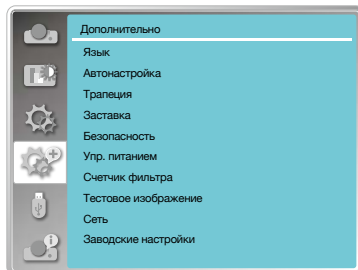 Дополнительно
Язык
Автонастройка
Трапеция
Заставка
Безопасность
Упр. питанием
Счетчик фильтра
Тестовое изображение
Сеть
Заводские настройки